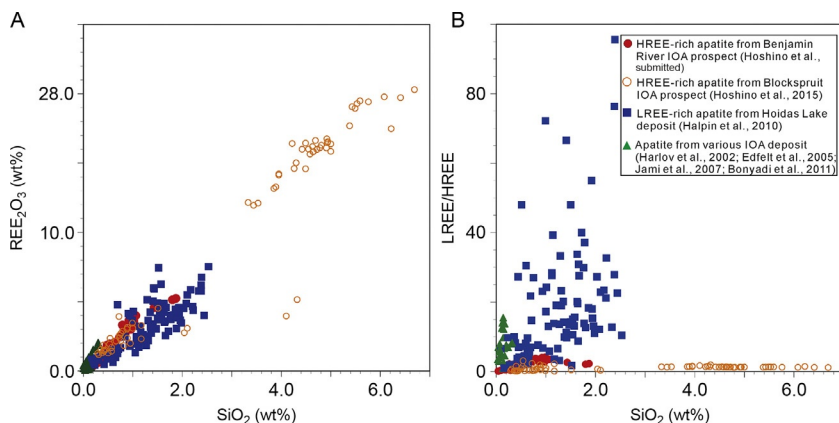 A
B
28.0
10.0
0.0
REE₂O₃ (wt%)
0.0
2.0
4.0
6.0
SiO₂ (wt%)
80
40
0
LREE/HREE
0.0
2.0
4.0
6.0
SiO₂ (wt%)
HREE-rich apatite from Benjamin
River IOA prospect (Hoshino et al.,
submitted)
HREE-rich apatite from Blockspruit
IOA prospect (Hoshino et al., 2015)
LREE-rich apatite from Hoidas Lake
deposit (Halpin et al., 2010)
Apatite from various IOA deposit
(Harlov et al., 2002; Edfelt et al., 2005;
Jami et al., 2007; Bonyadi et al., 2011)